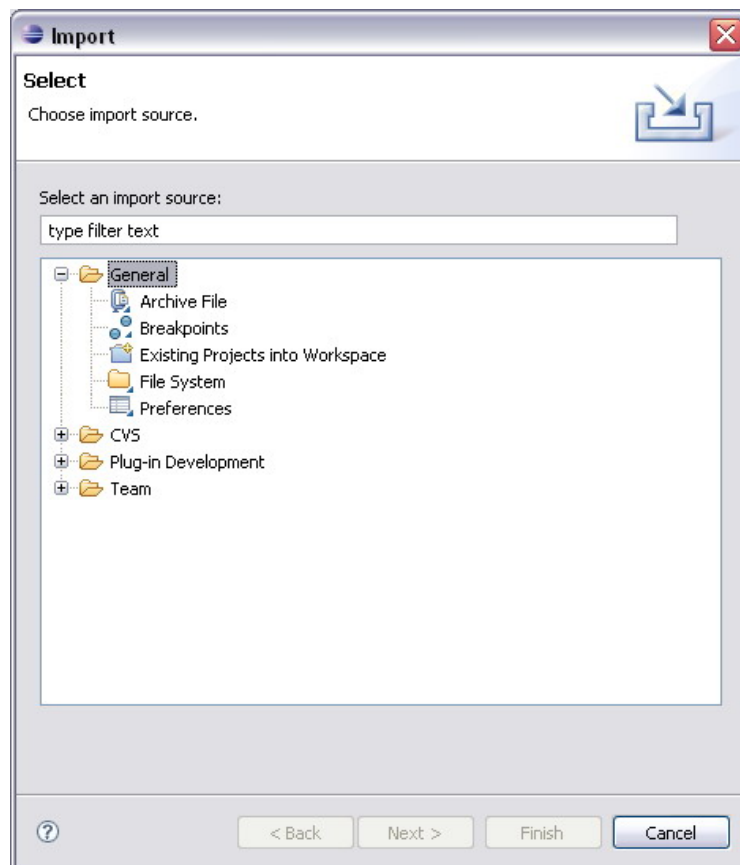 Import
Select
Choose import source.
Select an import source:
type filter text
General
Archive File
Breakpoints
Existing Projects into Workspace
File System
Preferences
CVS
Plug-in Development
Team
< Back Next > Finish Cancel